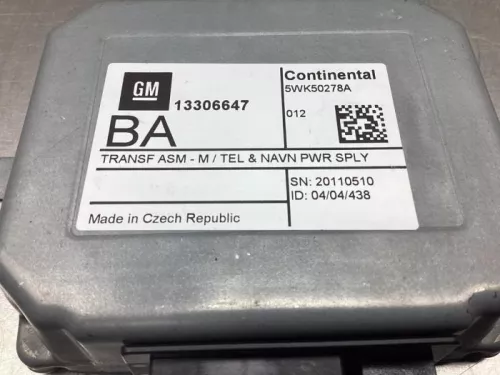 GM 13306647
BA
Continental
5WK50278A
012
TRANSF ASM - M / TEL & NAVN PWR SPLY
SN: 20110510
ID: 04/04/438
Made in Czech Republic